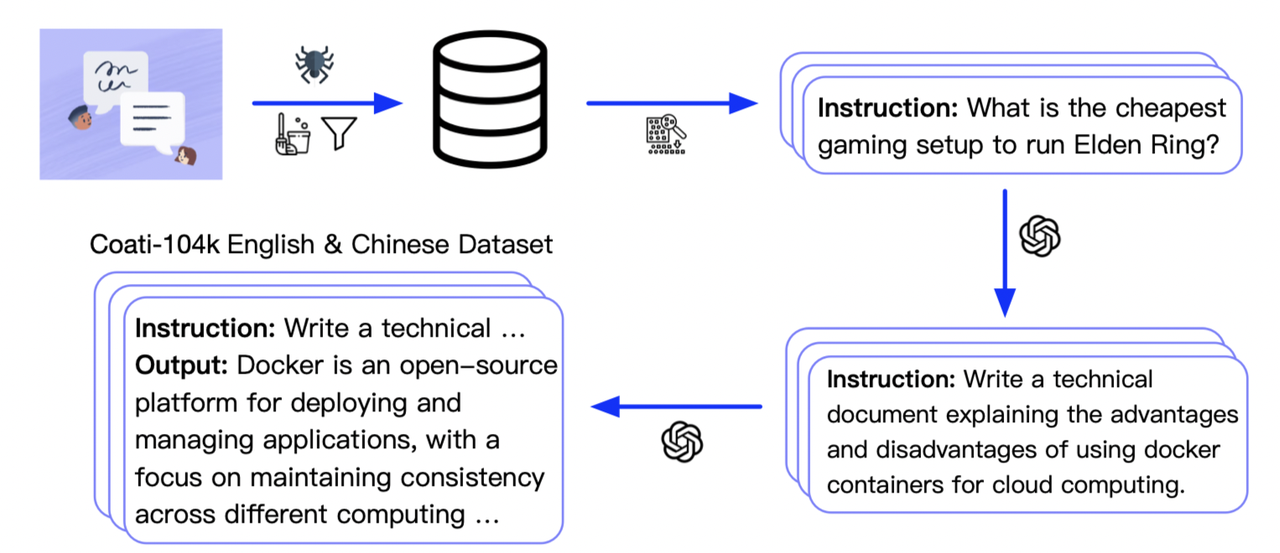 Instruction: What is the cheapest
gaming setup to run Elden Ring?
Coati-104k English & Chinese Dataset
Instruction: Write a technical ...
Output: Docker is an open-source
platform for deploying and
managing applications, with a
focus on maintaining consistency
across different computing ...
Instruction: Write a technical
document explaining the advantages
and disadvantages of using docker
containers for cloud computing.